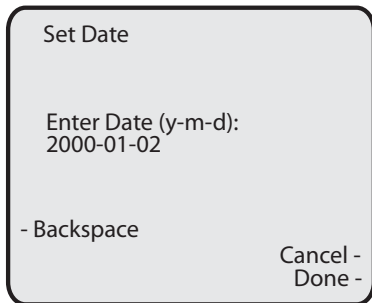 Set Date
Enter Date (y-m-d):
2000-01-02
- Backspace
Cancel -
Done -